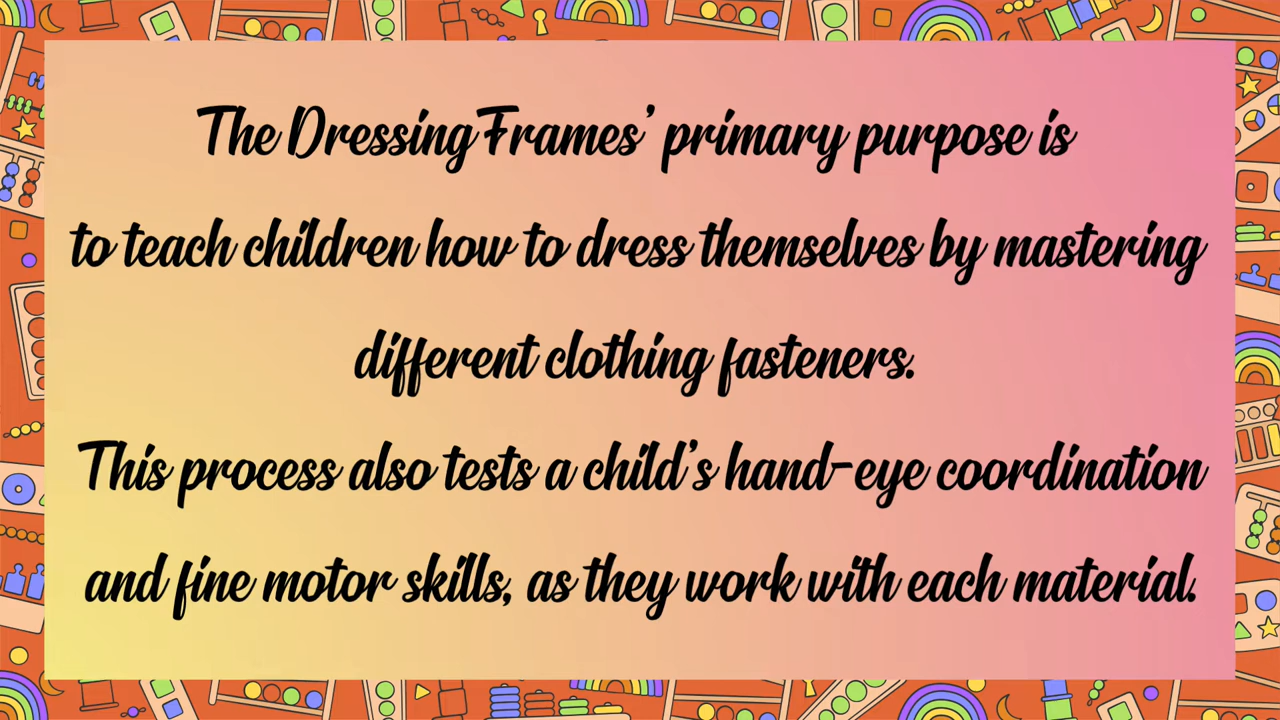 The Dressing Frames’ primary purpose is
to teach children how to dress themselves by mastering
different clothing fasteners.
This process also tests a child’s hand-eye coordination
and fine motor skills, as they work with each material.